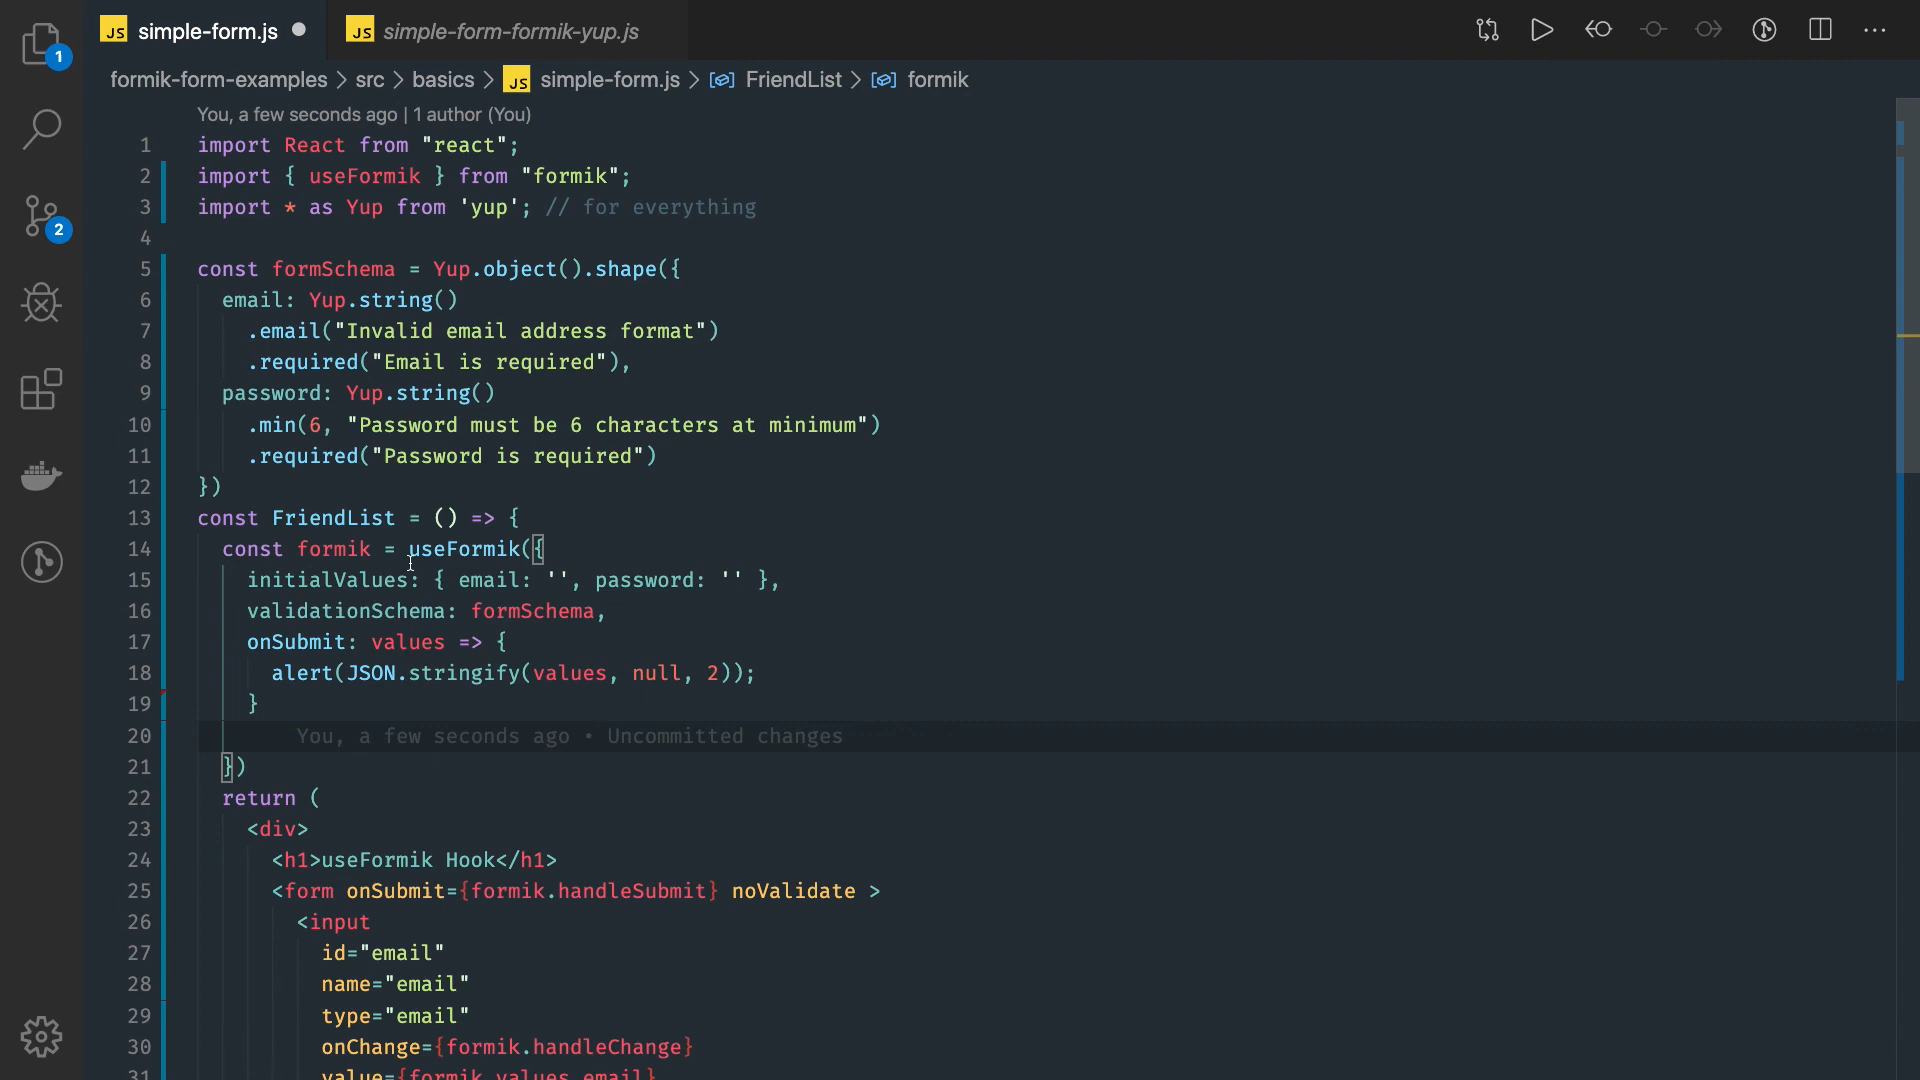 JS simple-form.js
JS simple-form-formik-yup.js
1
formik-form-examples > src > basics > JS simple-form.js > FriendList > formik
You, a few seconds ago | 1 author (You)
1 import React from "react";
2 import { useFormik } from "formik";
3 import * as Yup from 'yup'; // for everything
2
4
5 const formSchema = Yup.object().shape({
6 email: Yup.string()
7 .email("Invalid email address format")
8 .required("Email is required"),
9 password: Yup.string()
10 .min(6, "Password must be 6 characters at minimum")
11 .required("Password is required")
12 })
13 const FriendList = () => {
14 const formik = useFormik({
15 initialValues: { email: '', password: '' },
16 validationSchema: formSchema,
17 onSubmit: values => {
18 alert(JSON.stringify(values, null, 2));
19 }
20 You, a few seconds ago • Uncommitted changes
21 })
22 return (
23 <div>
24 <h1>useFormik Hook</h1>
25 <form onSubmit={formik.handleSubmit} noValidate >
26 <input
27 id="email"
28 name="email"
29 type="email"
30 onChange={formik.handleChange}
31 value={formik.values.email}